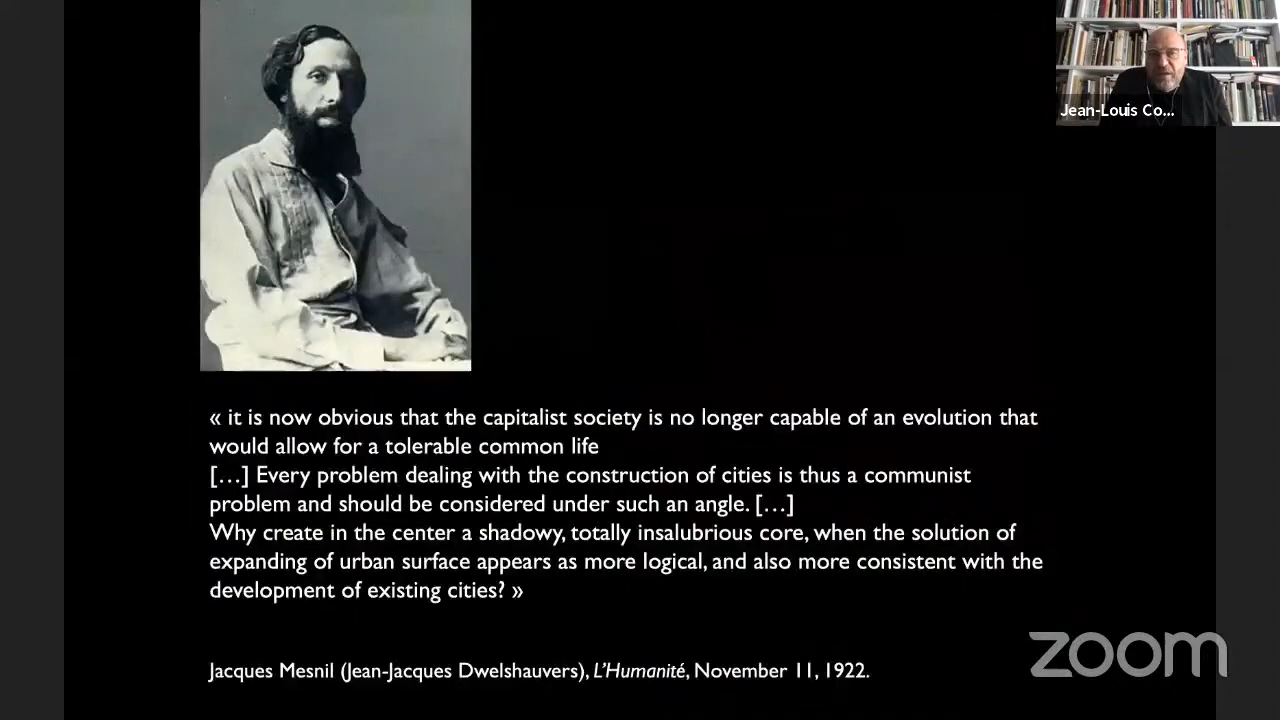 Jean-Louis Co...
« it is now obvious that the capitalist society is no longer capable of an evolution that
would allow for a tolerable common life
[…] Every problem dealing with the construction of cities is thus a communist
problem and should be considered under such an angle. […]
Why create in the center a shadowy, totally insalubrious core, when the solution of
expanding of urban surface appears as more logical, and also more consistent with the
development of existing cities? »
Jacques Mesnil (Jean-Jacques Dwelshauvers), L’Humanité, November 11, 1922.
zoom